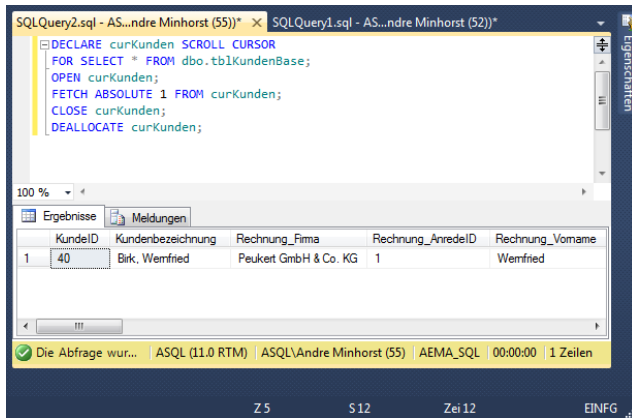 SQLQuery2.sql - AS...ndre Minhorst (55))* × SQLQuery1.sql - AS...ndre Minhorst (52))*
Eigenschaften
DECLARE curKunden SCROLL CURSOR
FOR SELECT * FROM dbo.tblKundenBase;
OPEN curKunden;
FETCH ABSOLUTE 1 FROM curKunden;
CLOSE curKunden;
DEALLOCATE curKunden;
100 %
Ergebnisse Meldungen
KundeID Kundenbezeichnung Rechnung_Firma Rechnung_AnredeID Rechnung_Vorname
1 40 Birk, Wernfried Peukert GmbH & Co. KG 1 Wernfried
Die Abfrage wur... ASQL (11.0 RTM) ASQL\Andre Minhorst (55) AEMA_SQL 00:00:00 1 Zeilen
Z 5 S 12 Zei 12 EINFG